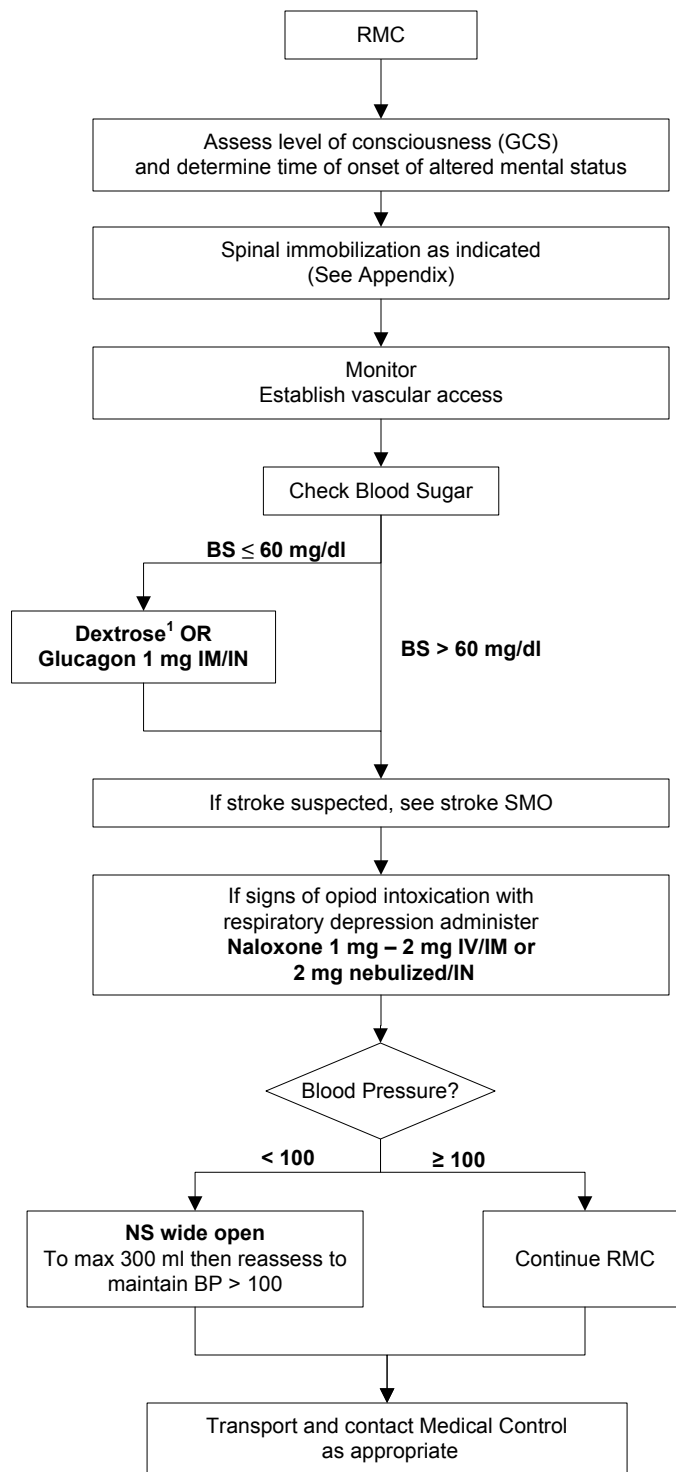 RMC
Assess level of consciousness (GCS)
and determine time of onset of altered mental status
Spinal immobilization as indicated
(See Appendix)
Monitor
Establish vascular access
Check Blood Sugar
BS ≤ 60 mg/dl
Dextrose¹ OR
Glucagon 1 mg IM/IN
BS > 60 mg/dl
If stroke suspected, see stroke SMO
If signs of opiod intoxication with
respiratory depression administer
Naloxone 1 mg – 2 mg IV/IM or
2 mg nebulized/IN
Blood Pressure?
< 100
≥ 100
NS wide open
To max 300 ml then reassess to
maintain BP > 100
Continue RMC
Transport and contact Medical Control
as appropriate